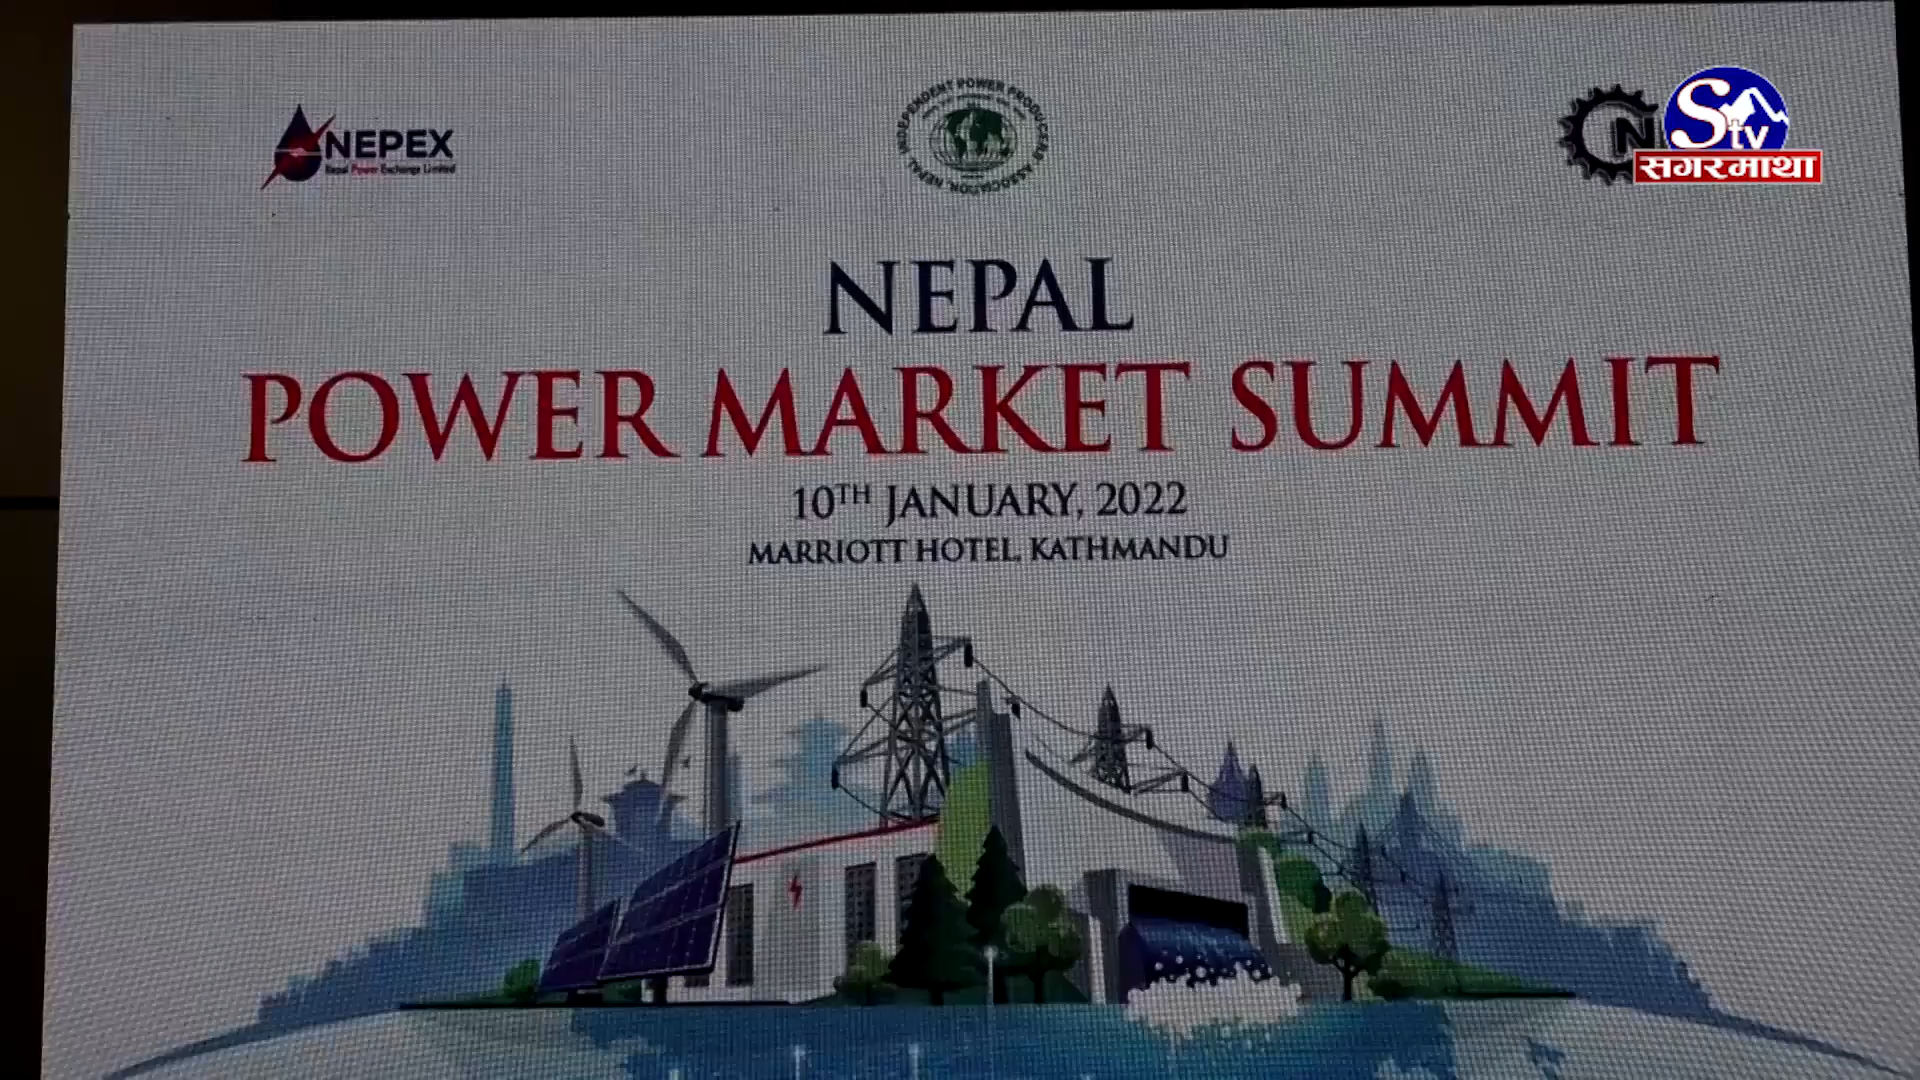 NEPEX
Nepal Power Exchange Limited
INDEPENDENT POWER PRODUCERS ASSOCIATION, NEPAL
N
Stv
सगरमाथा
NEPAL
POWER MARKET SUMMIT
10TH JANUARY, 2022
MARRIOTT HOTEL, KATHMANDU